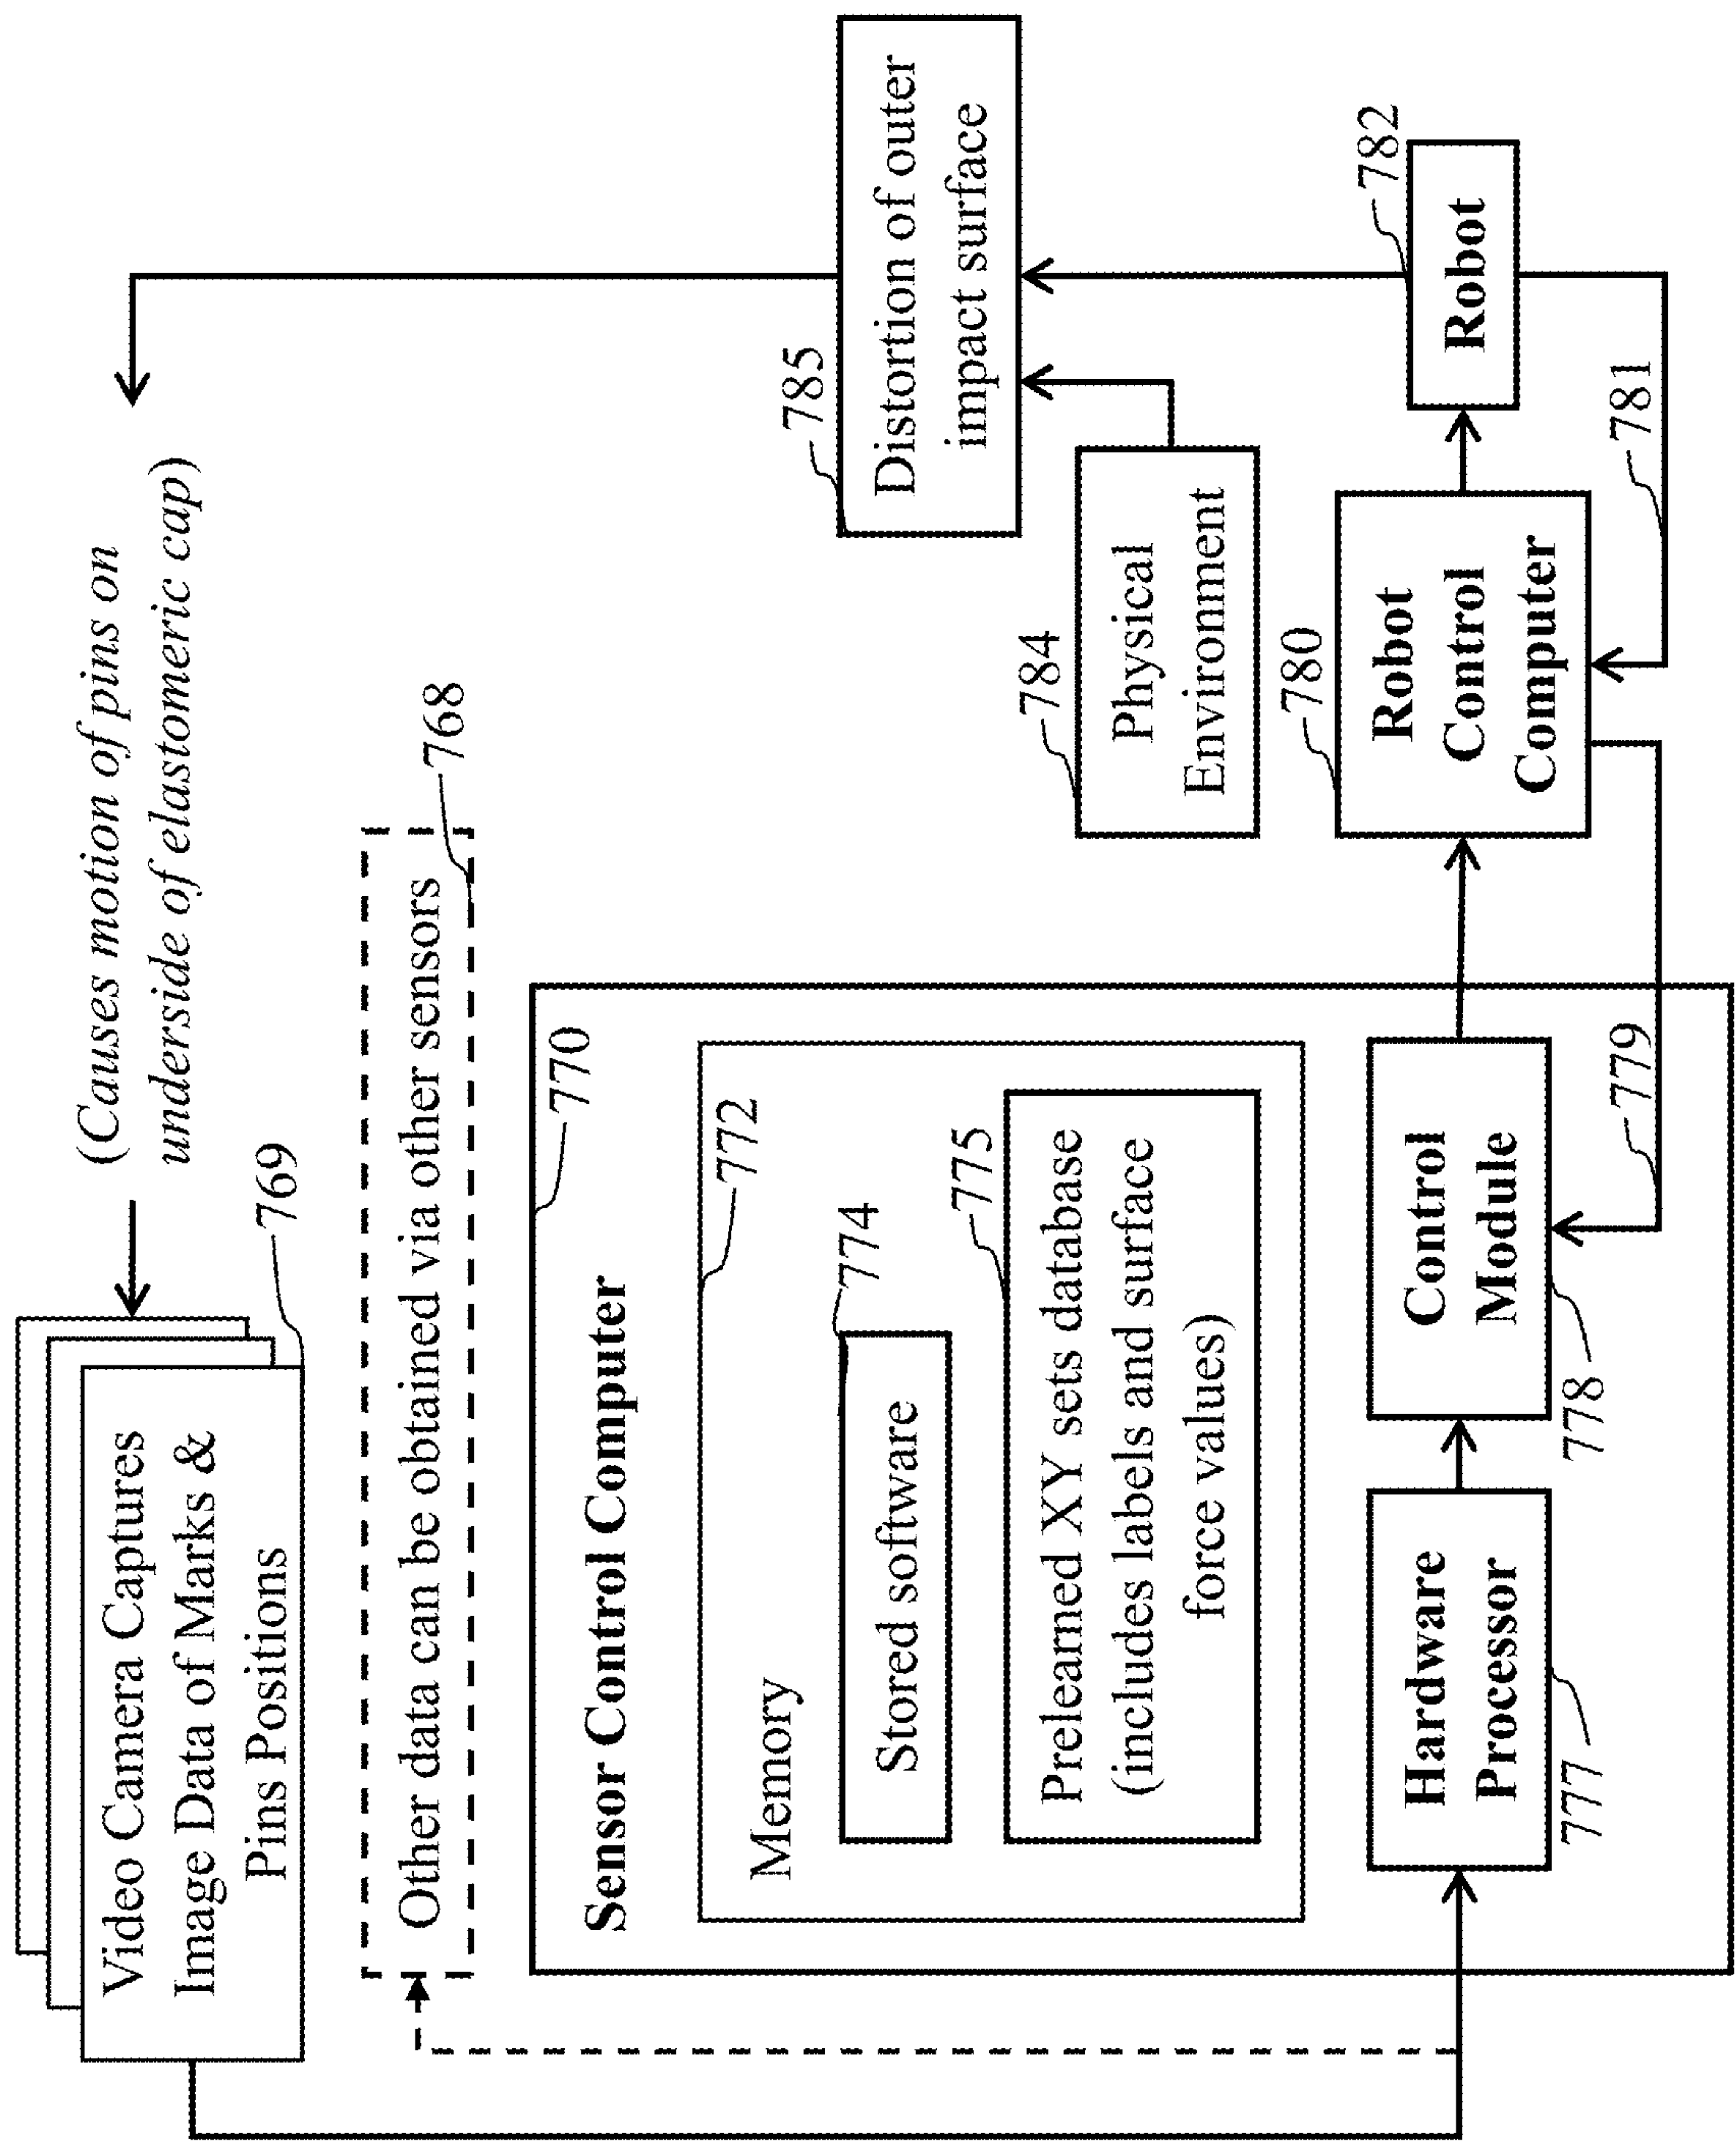 Video Camera Captures
Image Data of Marks &
Pins Positions
769
(Causes motion of pins on
underside of elastomeric cap)
Other data can be obtained via other sensors
768
Sensor Control Computer
770
Memory
772
Stored software
774
Prelearned XY sets database
(includes labels and surface
force values)
775
Hardware
Processor
777
Control
Module
778
779
Distortion of outer
impact surface
785
Physical
Environment
784
Robot
Control
Computer
780
Robot
782
781